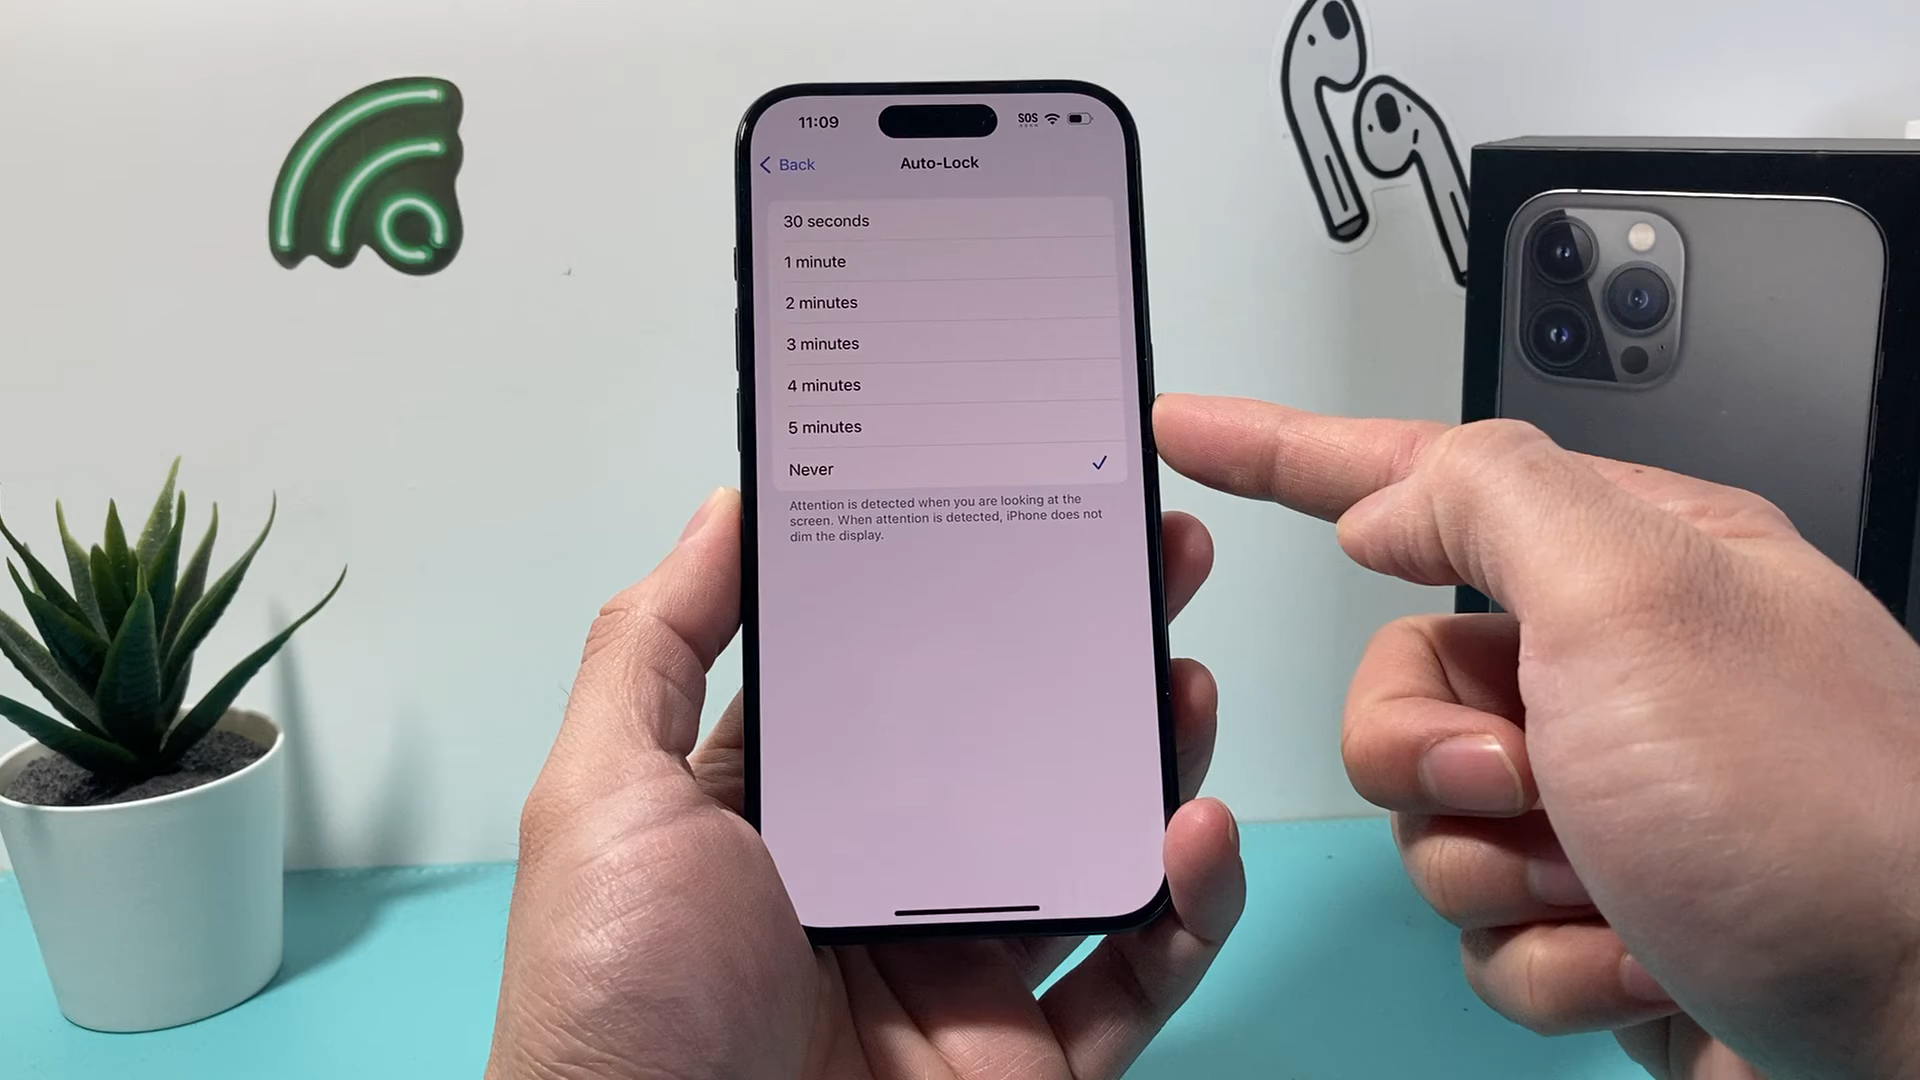 11:09
SOS
Back
Auto-Lock
30 seconds
1 minute
2 minutes
3 minutes
4 minutes
5 minutes
Never
Attention is detected when you are looking at the
screen. When attention is detected, iPhone does not
dim the display.